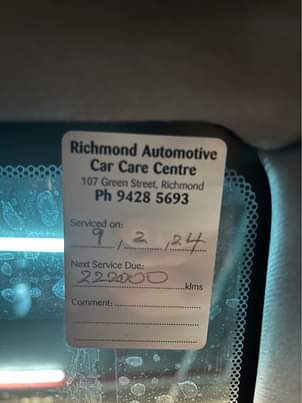 Richmond Automotive
Car Care Centre
107 Green Street, Richmond
Ph 9428 5693
Serviced on:
9, 2, 24
Next Service Due:
222000 klms
Comment: